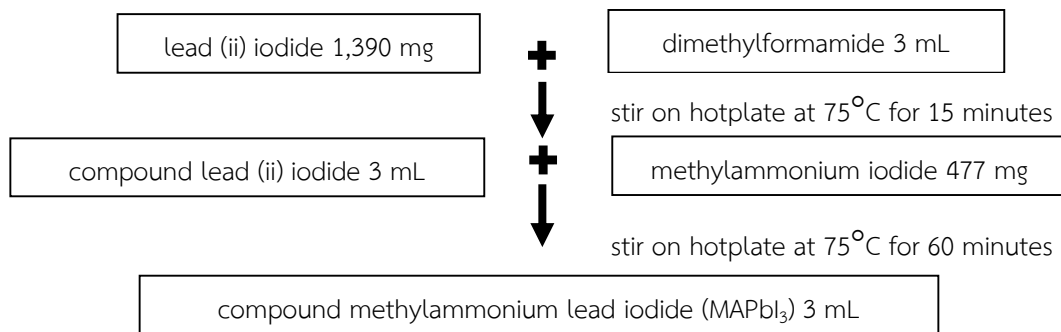 lead (ii) iodide 1,390 mg
dimethylformamide 3 mL
stir on hotplate at 75°C for 15 minutes
compound lead (ii) iodide 3 mL
methylammonium iodide 477 mg
stir on hotplate at 75°C for 60 minutes
compound methylammonium lead iodide (MAPbI₃) 3 mL